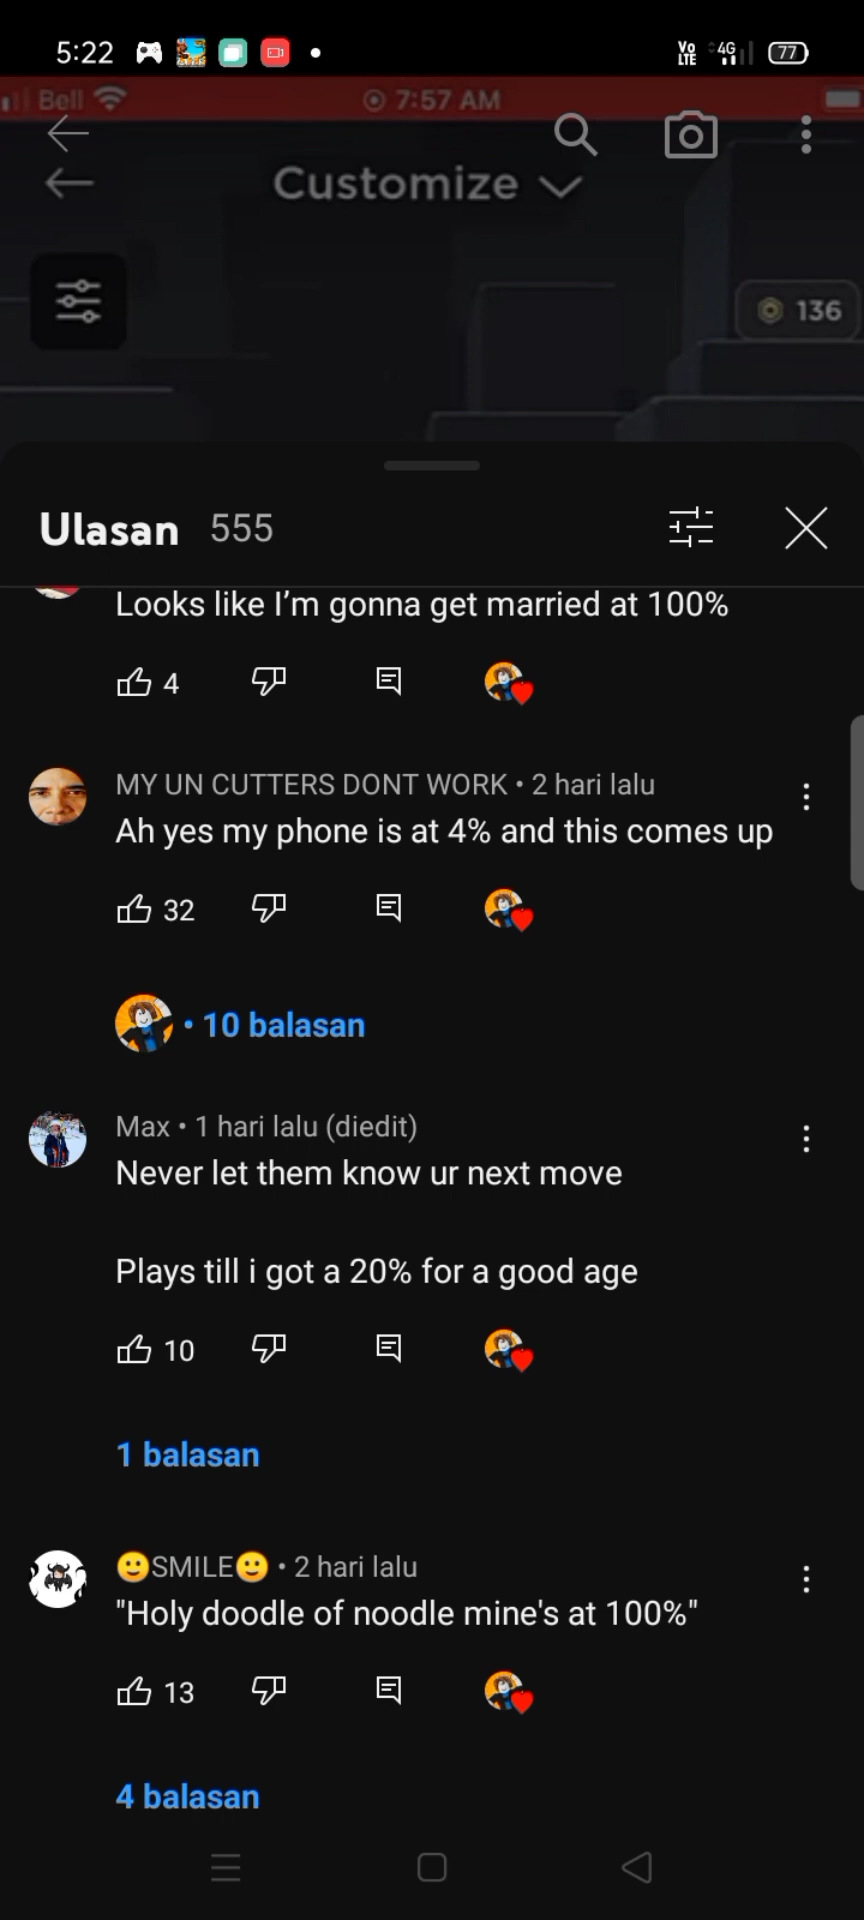 5:22
Vo
LTE
4G
77
Bell
7:57 AM
Customize
136
Ulasan 555
Looks like I’m gonna get married at 100%
4
MY UN CUTTERS DONT WORK • 2 hari lalu
Ah yes my phone is at 4% and this comes up
32
• 10 balasan
Max • 1 hari lalu (diedit)
Never let them know ur next move
Plays till i got a 20% for a good age
10
1 balasan
🙂SMILE🙂 • 2 hari lalu
"Holy doodle of noodle mine's at 100%"
13
4 balasan